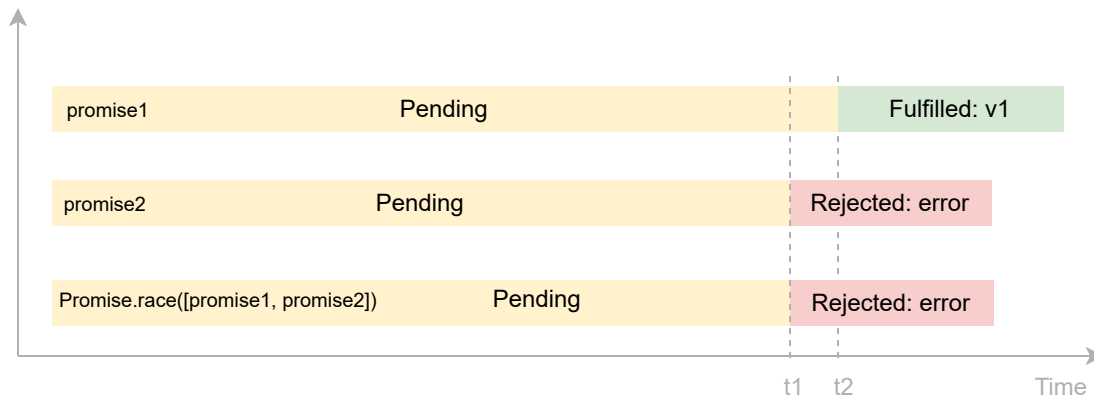 promise1 Pending Fulfilled: v1
promise2 Pending Rejected: error
Promise.race([promise1, promise2]) Pending Rejected: error
t1 t2 Time